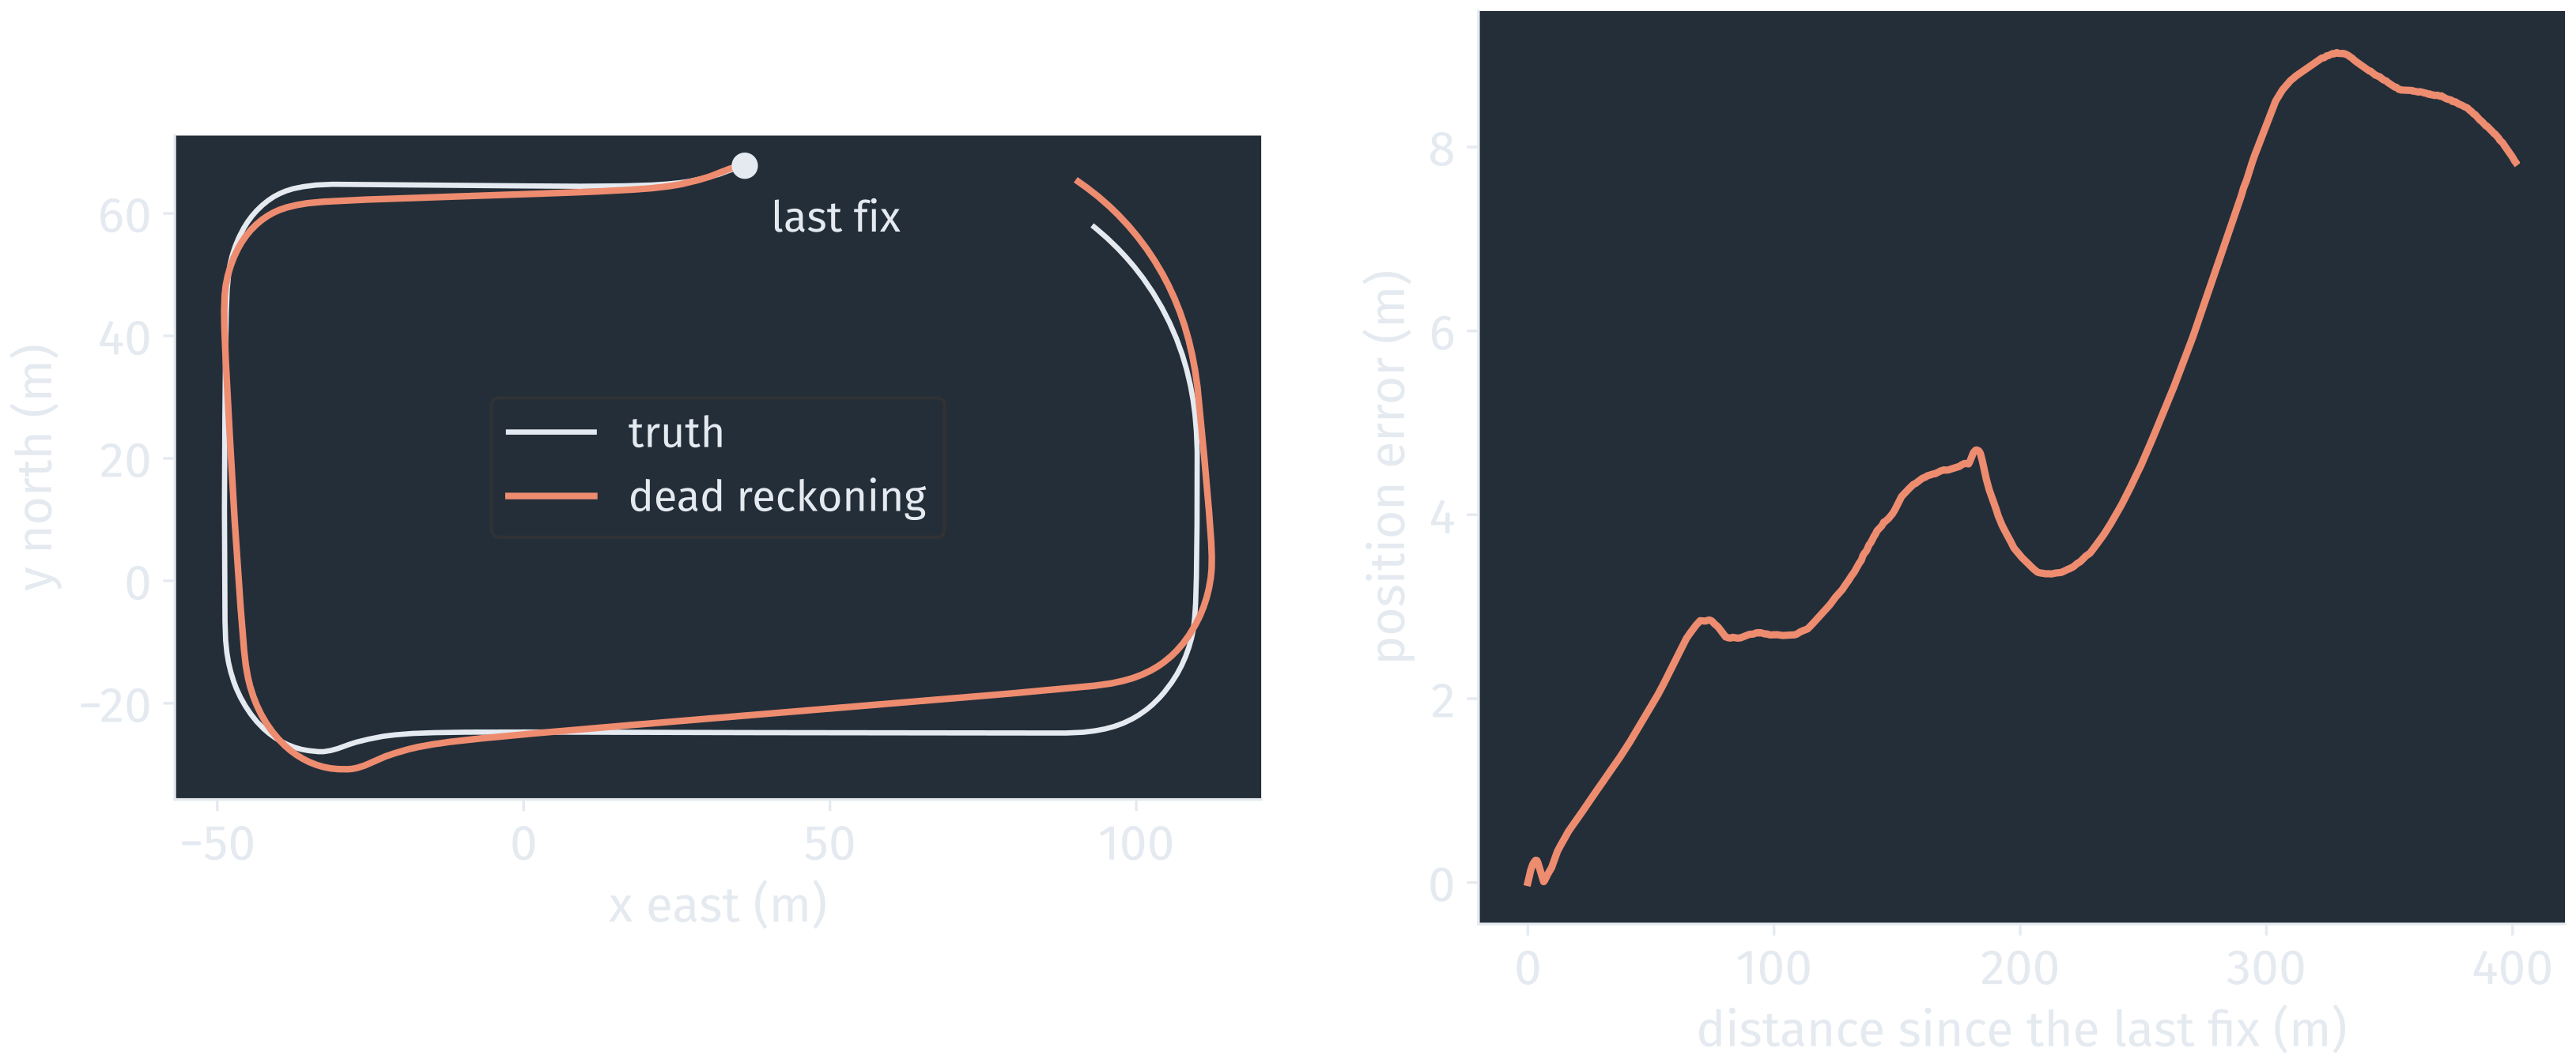 last fix
truth
dead reckoning
60
40
20
0
−20
y north (m)
−50 0 50 100
x east (m)
8
6
4
2
0
position error (m)
0 100 200 300 400
distance since the last fix (m)